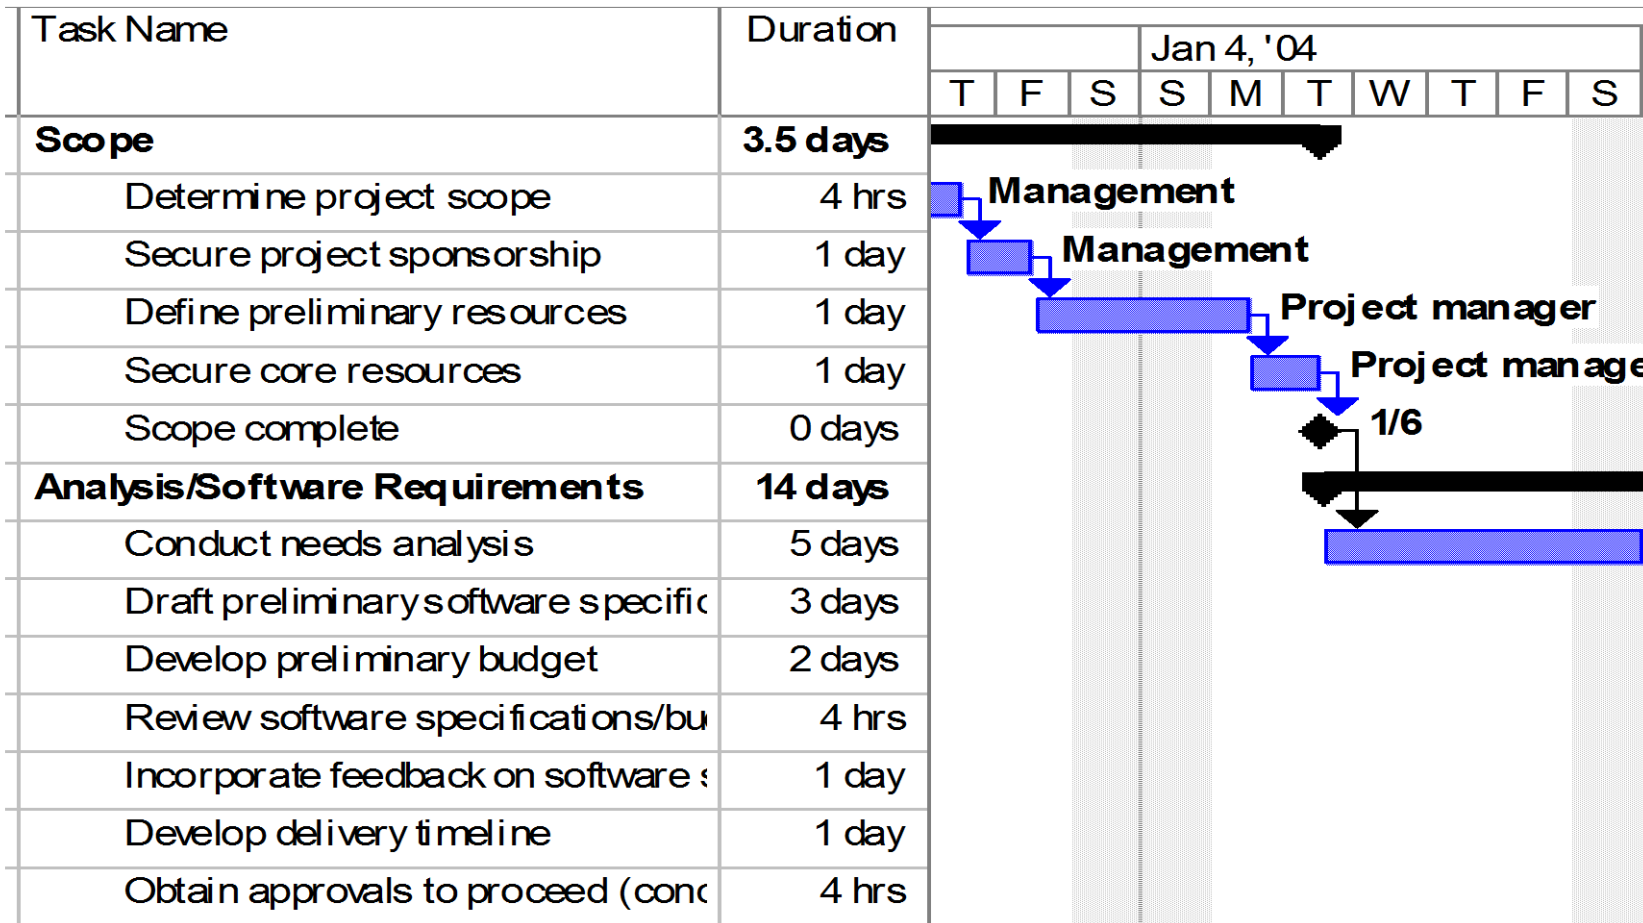 Task Name Duration
Jan 4, '04
T F S S M T W T F S
Scope 3.5 days
Determine project scope 4 hrs Management
Secure project sponsorship 1 day Management
Define preliminary resources 1 day Project manager
Secure core resources 1 day Project manage
Scope complete 0 days 1/6
Analysis/Software Requirements 14 days
Conduct needs analysis 5 days
Draft preliminary software specific 3 days
Develop preliminary budget 2 days
Review software specifications/bu 4 hrs
Incorporate feedback on software s 1 day
Develop delivery timeline 1 day
Obtain approvals to proceed (conc 4 hrs